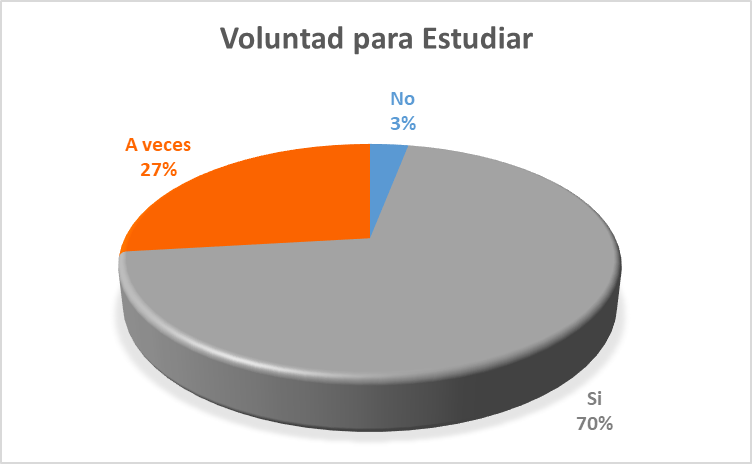 Voluntad para Estudiar
No
3%
A veces
27%
Si
70%